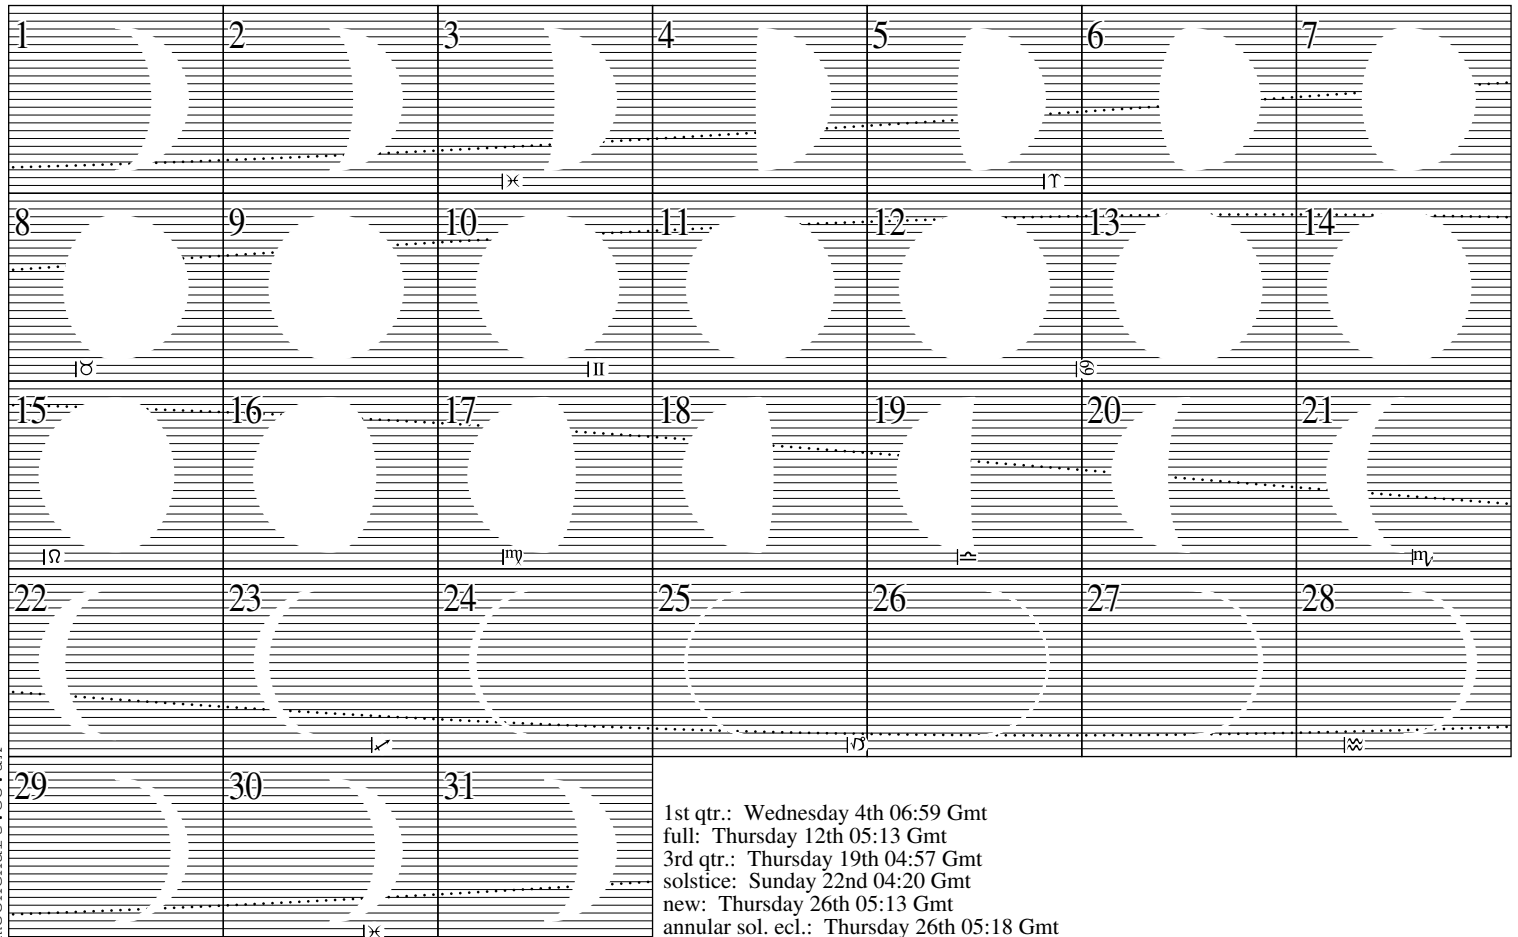 1 2 3 4 5 6 7
♓ ♈
8 9 10 11 12 13 14
♉ ♊ ♋
15 16 17 18 19 20 21
♌ ♍ ♎ ♏
22 23 24 25 26 27 28
♐ ♑ ♒
29 30 31
♓
1st qtr.: Wednesday 4th 06:59 Gmt
full: Thursday 12th 05:13 Gmt
3rd qtr.: Thursday 19th 04:57 Gmt
solstice: Sunday 22nd 04:20 Gmt
new: Thursday 26th 05:13 Gmt
annular sol. ecl.: Thursday 26th 05:18 Gmt